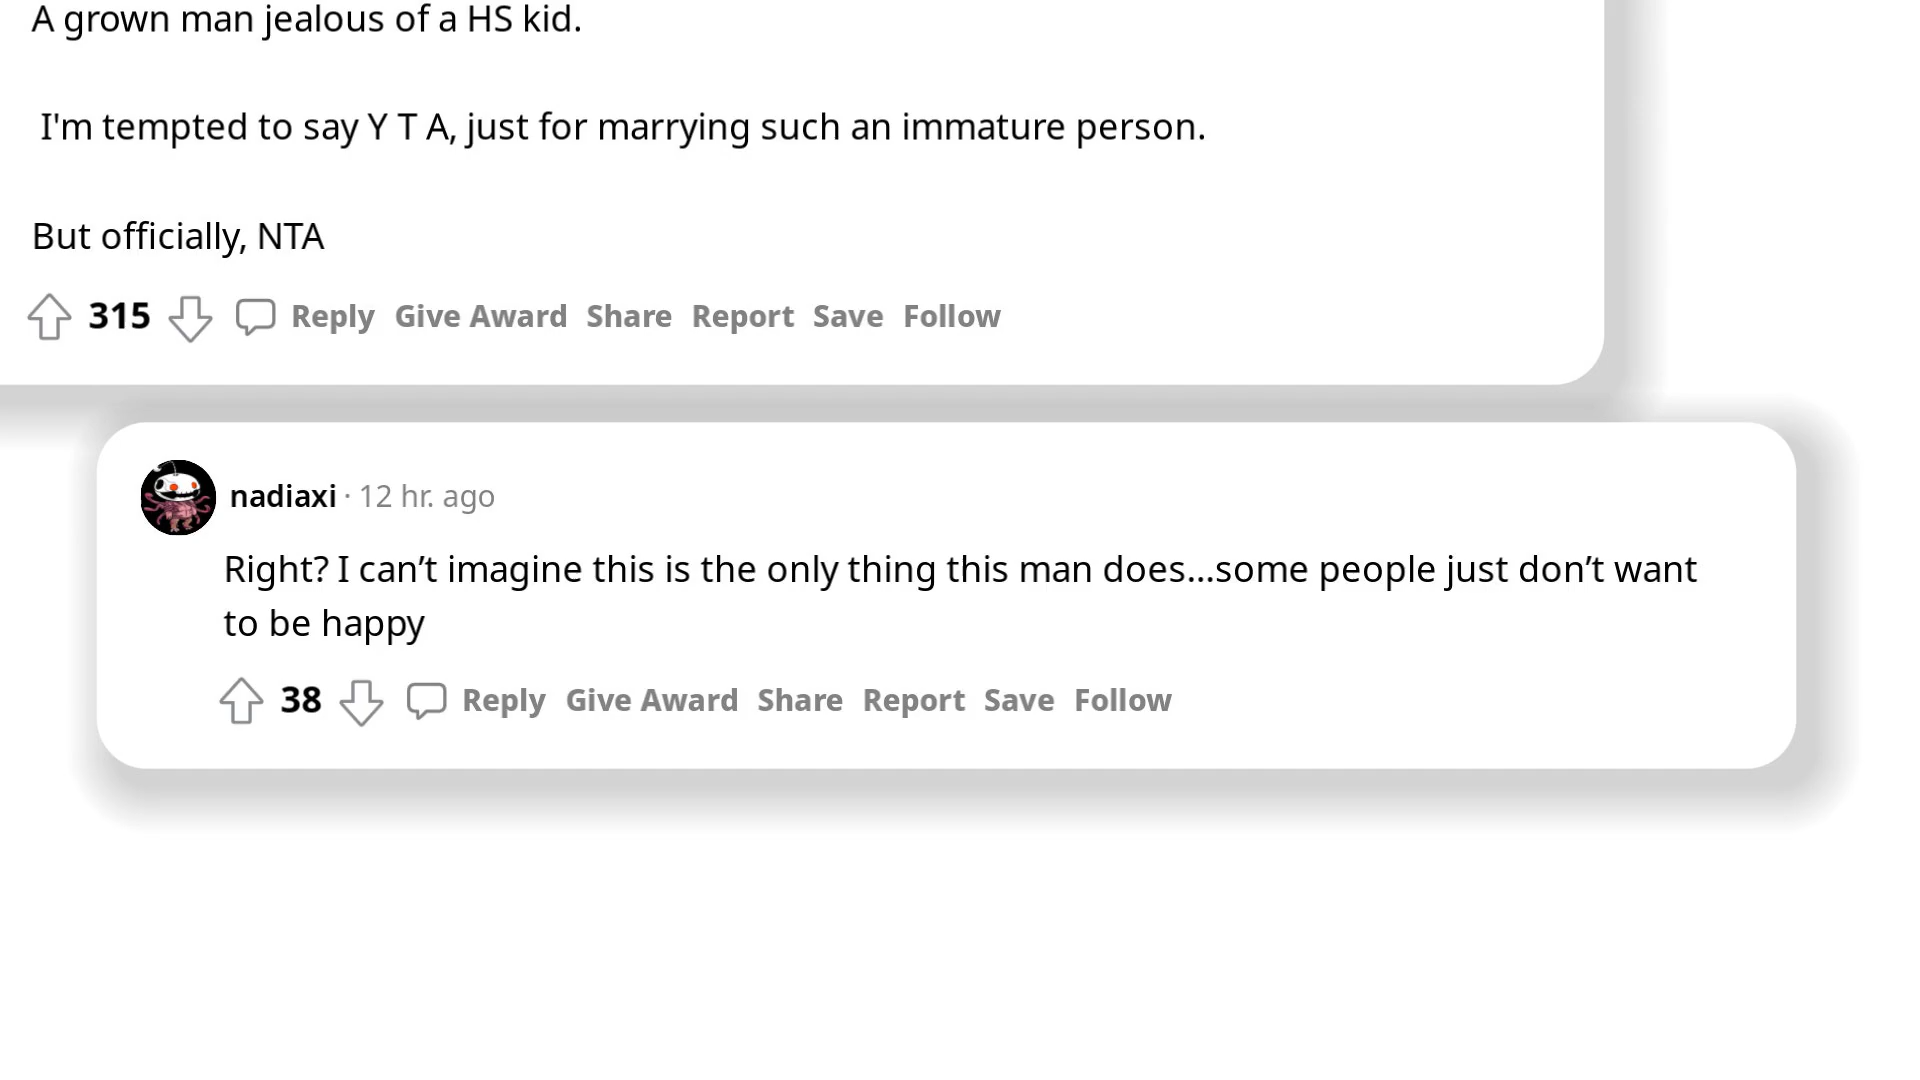 A grown man jealous of a HS kid.
I'm tempted to say Y T A, just for marrying such an immature person.
But officially, NTA
315 Reply Give Award Share Report Save Follow
nadiaxi · 12 hr. ago
Right? I can’t imagine this is the only thing this man does...some people just don’t want
to be happy
38 Reply Give Award Share Report Save Follow